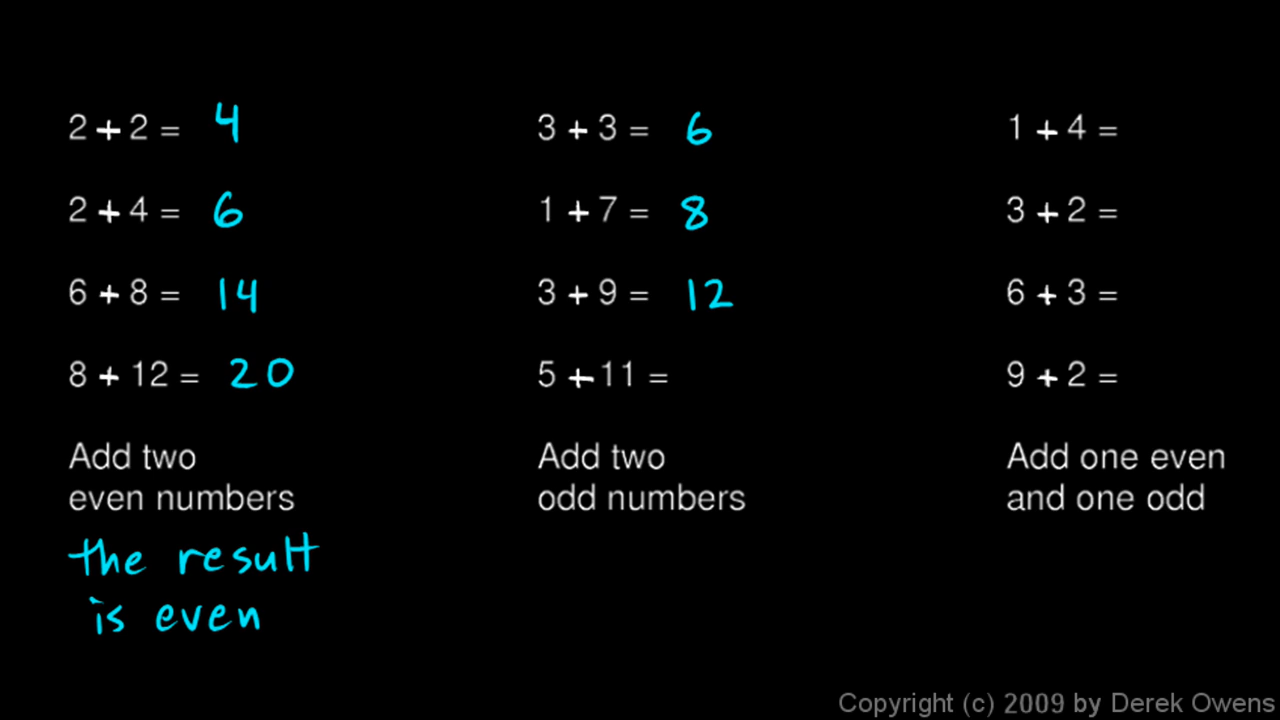 2 + 2 = 4
2 + 4 = 6
6 + 8 = 14
8 + 12 = 20
Add two
even numbers
the result
is even
3 + 3 = 6
1 + 7 = 8
3 + 9 = 12
5 + 11 =
Add two
odd numbers
1 + 4 =
3 + 2 =
6 + 3 =
9 + 2 =
Add one even
and one odd
Copyright (c) 2009 by Derek Owens